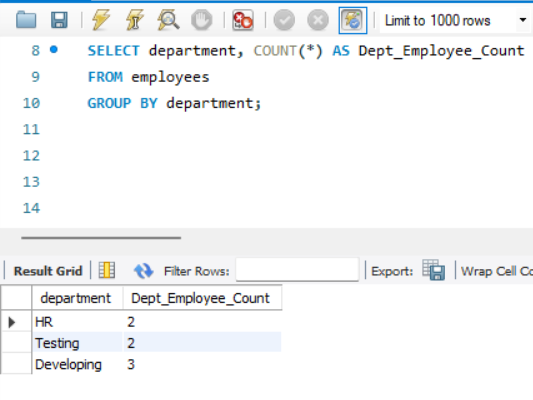 Limit to 1000 rows
8 SELECT department, COUNT(*) AS Dept_Employee_Count
9 FROM employees
10 GROUP BY department;
11
12
13
14
Result Grid Filter Rows: Export: Wrap Cell Co
department Dept_Employee_Count
HR 2
Testing 2
Developing 3